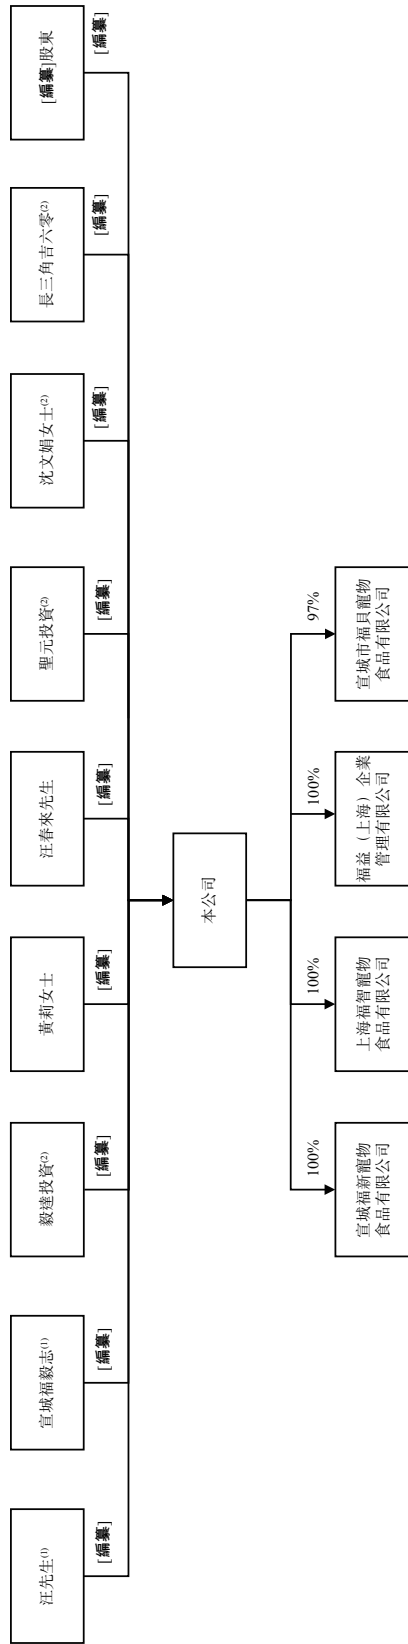 汪先生⁽¹⁾
宣城福毅志⁽¹⁾
毅達投資⁽²⁾
黃莉女士
汪春來先生
聖元投資⁽²⁾
沈文娟女士⁽²⁾
長三角吉六零⁽²⁾
[編纂]股東
[編纂]
[編纂]
[編纂]
[編纂]
[編纂]
[編纂]
[編纂]
[編纂]
[編纂]
本公司
100%
100%
100%
97%
宣城福新寵物
食品有限公司
上海福智寵物
食品有限公司
福益（上海）企業
管理有限公司
宣城市福貝寵物
食品有限公司